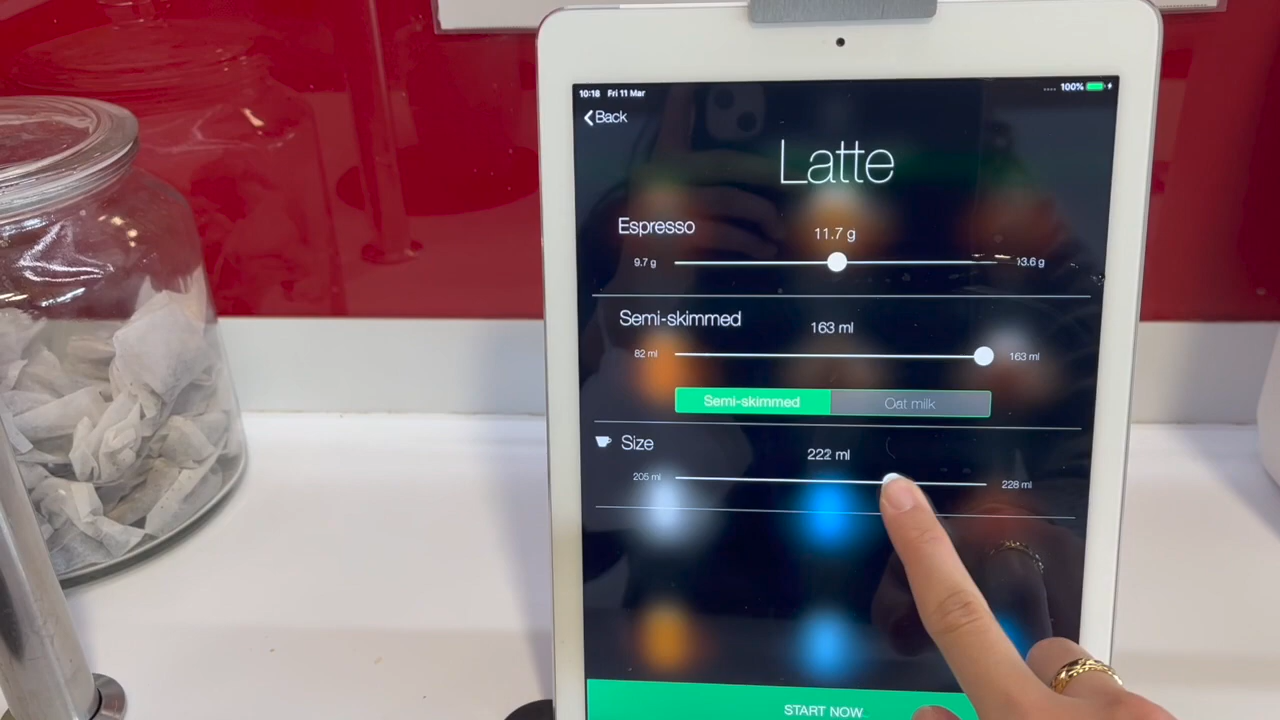 10:18 Fri 11 Mar
100%
Back
Latte
Espresso
11.7 g
9.7 g
13.6 g
Semi-skimmed
163 ml
82 ml
163 ml
Semi-skimmed
Oat milk
Size
222 ml
205 ml
228 ml
START NOW